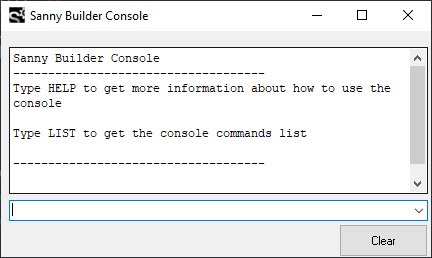 Sanny Builder Console
Sanny Builder Console
------------------------------------
Type HELP to get more information about how to use the
console
Type LIST to get the console commands list
------------------------------------
Clear